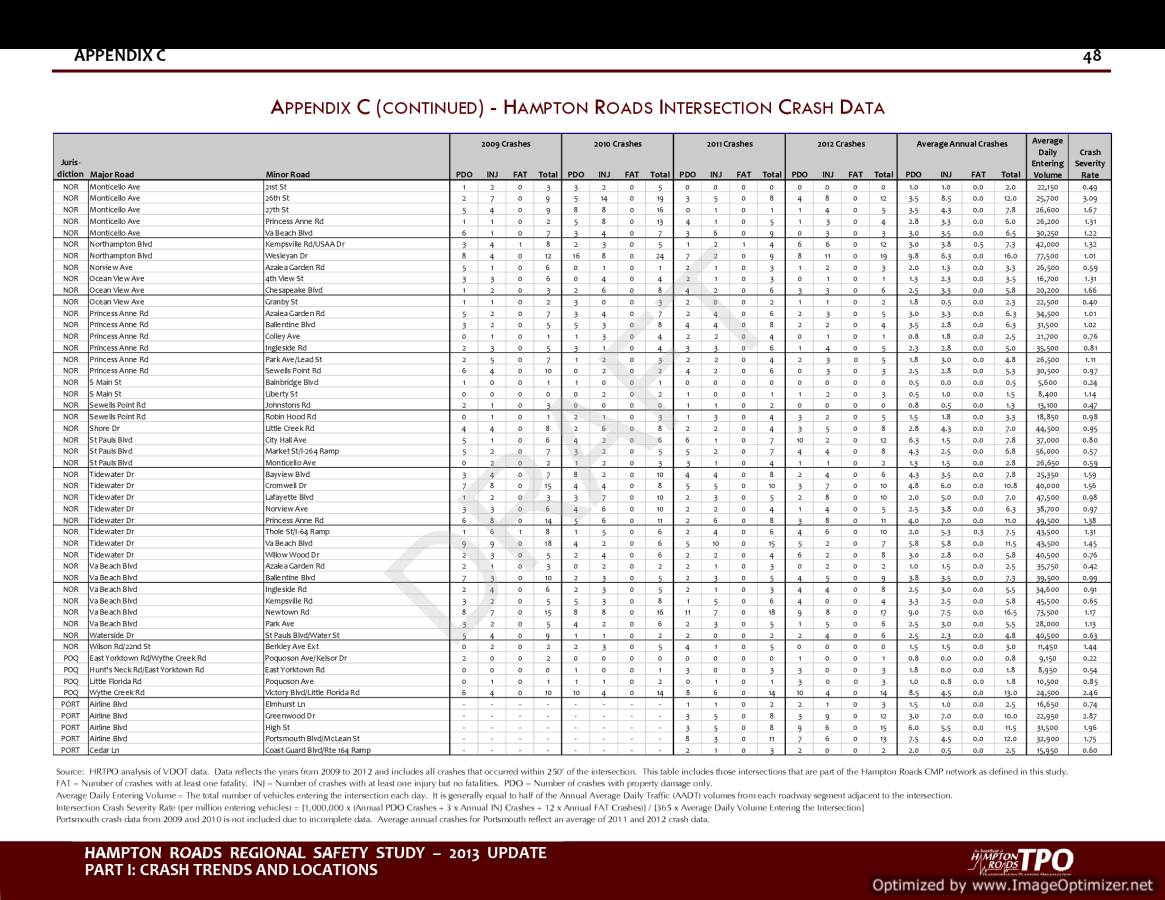 APPENDIX C 48
APPENDIX C (CONTINUED) - HAMPTON ROADS INTERSECTION CRASH DATA
Juris-diction Major Road Minor Road 2009 Crashes 2010 Crashes 2011 Crashes 2012 Crashes Average Annual Crashes Average Daily Entering Volume Crash Severity Rate
PDO INJ FAT Total PDO INJ FAT Total PDO INJ FAT Total PDO INJ FAT Total PDO INJ FAT Total
NOR Monticello Ave 21st St 1 2 0 3 3 2 0 5 0 0 0 0 0 0 0 0 1.0 1.0 0.0 2.0 22,150 0.49
NOR Monticello Ave 26th St 2 7 0 9 5 14 0 19 3 5 0 8 4 8 0 12 3.5 8.5 0.0 12.0 25,700 3.09
NOR Monticello Ave 27th St 5 4 0 9 8 8 0 16 0 1 0 1 1 4 0 5 3.5 4.3 0.0 7.8 26,600 1.67
NOR Monticello Ave Princess Anne Rd 1 1 0 2 5 8 0 13 4 1 0 5 1 3 0 4 2.8 3.3 0.0 6.0 26,200 1.31
NOR Monticello Ave Va Beach Blvd 6 1 0 7 3 4 0 7 3 6 0 9 0 3 0 3 3.0 3.5 0.0 6.5 30,250 1.22
NOR Northampton Blvd Kempsville Rd/USAA Dr 3 4 1 8 2 3 0 5 1 2 1 4 6 6 0 12 3.0 3.8 0.5 7.3 42,000 1.32
NOR Northampton Blvd Wesleyan Dr 8 4 0 12 16 8 0 24 7 2 0 9 8 11 0 19 9.8 6.3 0.0 16.0 77,500 1.01
NOR Norview Ave Azalea Garden Rd 5 1 0 6 0 1 0 1 2 1 0 3 1 2 0 3 2.0 1.3 0.0 3.3 26,500 0.59
NOR Ocean View Ave 4th View St 3 3 0 6 0 4 0 4 2 1 0 3 0 1 0 1 1.3 2.3 0.0 3.5 16,700 1.31
NOR Ocean View Ave Chesapeake Blvd 1 2 0 3 2 6 0 8 4 2 0 6 3 3 0 6 2.5 3.3 0.0 5.8 20,200 1.66
NOR Ocean View Ave Granby St 1 1 0 2 3 0 0 3 2 0 0 2 1 1 0 2 1.8 0.5 0.0 2.3 22,500 0.40
NOR Princess Anne Rd Azalea Garden Rd 5 2 0 7 3 4 0 7 2 4 0 6 2 3 0 5 3.0 3.3 0.0 6.3 34,500 1.01
NOR Princess Anne Rd Ballentine Blvd 3 2 0 5 5 3 0 8 4 4 0 8 2 2 0 4 3.5 2.8 0.0 6.3 31,500 1.02
NOR Princess Anne Rd Colley Ave 0 1 0 1 1 3 0 4 2 2 0 4 0 1 0 1 0.8 1.8 0.0 2.5 21,700 0.76
NOR Princess Anne Rd Ingleside Rd 2 3 0 5 3 1 0 4 3 3 0 6 1 4 0 5 2.3 2.8 0.0 5.0 35,500 0.81
NOR Princess Anne Rd Park Ave/Lead St 2 5 0 7 1 2 0 3 2 2 0 4 2 3 0 5 1.8 3.0 0.0 4.8 26,500 1.11
NOR Princess Anne Rd Sewells Point Rd 6 4 0 10 0 2 0 2 4 2 0 6 0 3 0 3 2.5 2.8 0.0 5.3 30,500 0.97
NOR S Main St Bainbridge Blvd 0 1 0 1 1 0 0 1 0 0 0 0 0 0 0 0 0.5 0.0 0.0 0.5 5,600 0.24
NOR S Main St Liberty St 0 0 0 0 0 2 0 2 1 0 0 1 1 2 0 3 0.5 1.0 0.0 1.5 8,400 1.14
NOR Sewells Point Rd Johnstons Rd 2 1 0 3 0 0 0 0 1 1 0 2 0 0 0 0 0.8 0.5 0.0 1.3 13,100 0.47
NOR Sewells Point Rd Robin Hood Rd 0 1 0 1 2 1 0 3 1 3 0 4 3 2 0 5 1.5 1.8 0.0 3.3 18,850 0.98
NOR Shore Dr Little Creek Rd 4 4 0 8 2 6 0 8 2 2 0 4 3 5 0 8 2.8 4.3 0.0 7.0 44,500 0.95
NOR St Pauls Blvd City Hall Ave 5 1 0 6 4 2 0 6 6 1 0 7 10 2 0 12 6.3 1.5 0.0 7.8 37,000 0.80
NOR St Pauls Blvd Market St/I-264 Ramp 5 2 0 7 3 2 0 5 5 2 0 7 4 4 0 8 4.3 2.5 0.0 6.8 56,000 0.57
NOR St Pauls Blvd Monticello Ave 0 2 0 2 1 2 0 3 3 1 0 4 1 1 0 2 1.3 1.5 0.0 2.8 26,650 0.59
NOR Tidewater Dr Bayview Blvd 3 4 0 7 8 2 0 10 4 4 0 8 2 4 0 6 4.3 3.5 0.0 7.8 25,350 1.59
NOR Tidewater Dr Cromwell Dr 7 8 0 15 4 4 0 8 5 5 0 10 3 7 0 10 4.8 6.0 0.0 10.8 40,000 1.56
NOR Tidewater Dr Lafayette Blvd 1 2 0 3 3 7 0 10 2 3 0 5 2 8 0 10 2.0 5.0 0.0 7.0 47,500 0.98
NOR Tidewater Dr Norview Ave 3 3 0 6 4 6 0 10 2 2 0 4 1 4 0 5 2.5 3.8 0.0 6.3 38,700 0.97
NOR Tidewater Dr Princess Anne Rd 6 8 0 14 5 6 0 11 2 6 0 8 3 8 0 11 4.0 7.0 0.0 11.0 49,500 1.38
NOR Tidewater Dr Thole St/I-64 Ramp 1 6 1 8 1 5 0 6 2 4 0 6 4 6 0 10 2.0 5.3 0.3 7.5 43,500 1.31
NOR Tidewater Dr Va Beach Blvd 9 9 0 18 4 2 0 6 5 10 0 15 5 2 0 7 5.8 5.8 0.0 11.5 43,500 1.45
NOR Tidewater Dr Willow Wood Dr 2 3 0 5 2 4 0 6 2 2 0 4 6 2 0 8 3.0 2.8 0.0 5.8 40,500 0.76
NOR Va Beach Blvd Azalea Garden Rd 2 1 0 3 0 2 0 2 2 1 0 3 0 2 0 2 1.0 1.5 0.0 2.5 35,750 0.42
NOR Va Beach Blvd Ballentine Blvd 7 3 0 10 2 3 0 5 2 3 0 5 4 5 0 9 3.8 3.5 0.0 7.3 39,500 0.99
NOR Va Beach Blvd Ingleside Rd 2 4 0 6 2 3 0 5 2 1 0 3 4 4 0 8 2.5 3.0 0.0 5.5 34,600 0.91
NOR Va Beach Blvd Kempsville Rd 3 2 0 5 5 3 0 8 1 5 0 6 4 0 0 4 3.3 2.5 0.0 5.8 45,500 0.65
NOR Va Beach Blvd Newtown Rd 8 7 0 15 8 8 0 16 11 7 0 18 9 8 0 17 9.0 7.5 0.0 16.5 73,500 1.17
NOR Va Beach Blvd Park Ave 3 2 0 5 4 2 0 6 2 3 0 5 1 5 0 6 2.5 3.0 0.0 5.5 28,000 1.13
NOR Waterside Dr St Pauls Blvd/Water St 5 4 0 9 1 1 0 2 2 0 0 2 2 4 0 6 2.5 2.3 0.0 4.8 40,500 0.63
NOR Wilson Rd/22nd St Berkley Ave Ext 0 2 0 2 2 3 0 5 4 1 0 5 0 0 0 0 1.5 1.5 0.0 3.0 11,450 1.44
POQ East Yorktown Rd/Wythe Creek Rd Poquoson Ave/Kelsor Dr 2 0 0 2 0 0 0 0 0 0 0 0 1 0 0 1 0.8 0.0 0.0 0.8 9,150 0.22
POQ Hunt's Neck Rd/East Yorktown Rd East Yorktown Rd 0 0 0 0 1 0 0 1 3 0 0 3 3 0 0 3 1.8 0.0 0.0 1.8 8,950 0.54
POQ Little Florida Rd Poquoson Ave 0 1 0 1 1 1 0 2 0 1 0 1 3 0 0 3 1.0 0.8 0.0 1.8 10,500 0.85
POQ Wythe Creek Rd Victory Blvd/Little Florida Rd 6 4 0 10 10 4 0 14 8 6 0 14 10 4 0 14 8.5 4.5 0.0 13.0 24,500 2.46
PORT Airline Blvd Elmhurst Ln - - - - - - - - 1 1 0 2 2 1 0 3 1.5 1.0 0.0 2.5 16,650 0.74
PORT Airline Blvd Greenwood Dr - - - - - - - - 3 5 0 8 3 9 0 12 3.0 7.0 0.0 10.0 22,950 2.87
PORT Airline Blvd High St - - - - - - - - 3 5 0 8 9 6 0 15 6.0 5.5 0.0 11.5 31,500 1.96
PORT Airline Blvd Portsmouth Blvd/McLean St - - - - - - - - 8 3 0 11 7 6 0 13 7.5 4.5 0.0 12.0 32,900 1.75
PORT Cedar Ln Coast Guard Blvd/Rte 164 Ramp - - - - - - - - 2 1 0 3 2 0 0 2 2.0 0.5 0.0 2.5 15,950 0.60
DRAFT
Source: HRTPO analysis of VDOT data. Data reflects the years from 2009 to 2012 and includes all crashes that occurred within 250' of the intersection. This table includes those intersections that are part of the Hampton Roads CMP network as defined in this study.
FAT = Number of crashes with at least one fatality. INJ = Number of crashes with at least one injury but no fatalities. PDO = Number of crashes with property damage only.
Average Daily Entering Volume = The total number of vehicles entering the intersection each day. It is generally equal to half of the Annual Average Daily Traffic (AADT) volumes from each roadway segment adjacent to the intersection.
Intersection Crash Severity Rate (per million entering vehicles) = [1,000,000 x (Annual PDO Crashes + 3 x Annual INJ Crashes + 12 x Annual FAT Crashes)] / [365 x Average Daily Volume Entering the Intersection]
Portsmouth crash data from 2009 and 2010 is not included due to incomplete data. Average annual crashes for Portsmouth reflect an average of 2011 and 2012 crash data.
HAMPTON ROADS REGIONAL SAFETY STUDY – 2013 UPDATE
PART I: CRASH TRENDS AND LOCATIONS
HAMPTON ROADS TPO
Optimized by www.ImageOptimizer.net